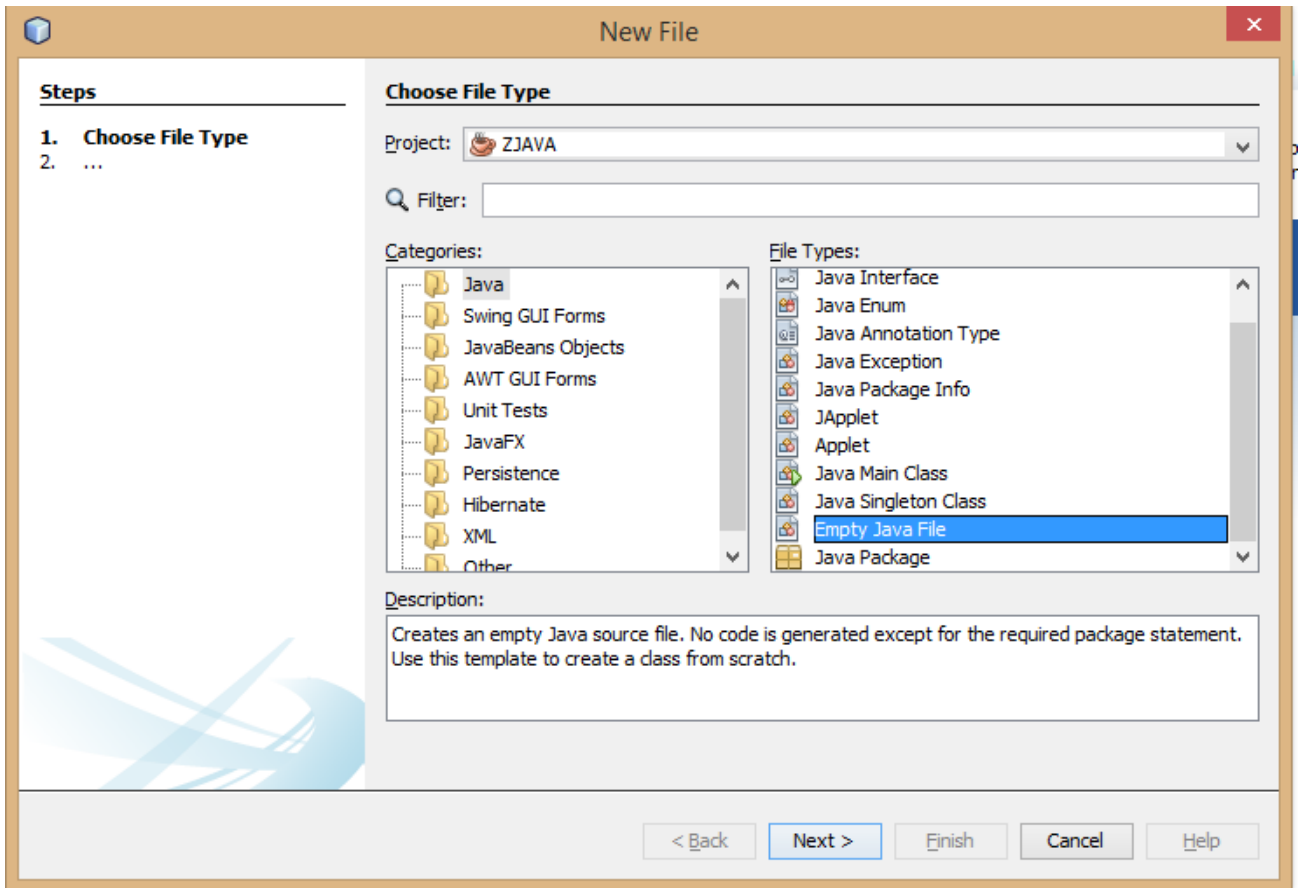 New File
Steps
1. Choose File Type
2. ...
Choose File Type
Project: ZJAVA
Filter:
Categories:
Java
Swing GUI Forms
JavaBeans Objects
AWT GUI Forms
Unit Tests
JavaFX
Persistence
Hibernate
XML
Other
File Types:
Java Interface
Java Enum
Java Annotation Type
Java Exception
Java Package Info
JApplet
Applet
Java Main Class
Java Singleton Class
Empty Java File
Java Package
Description:
Creates an empty Java source file. No code is generated except for the required package statement.
Use this template to create a class from scratch.
< Back Next > Finish Cancel Help